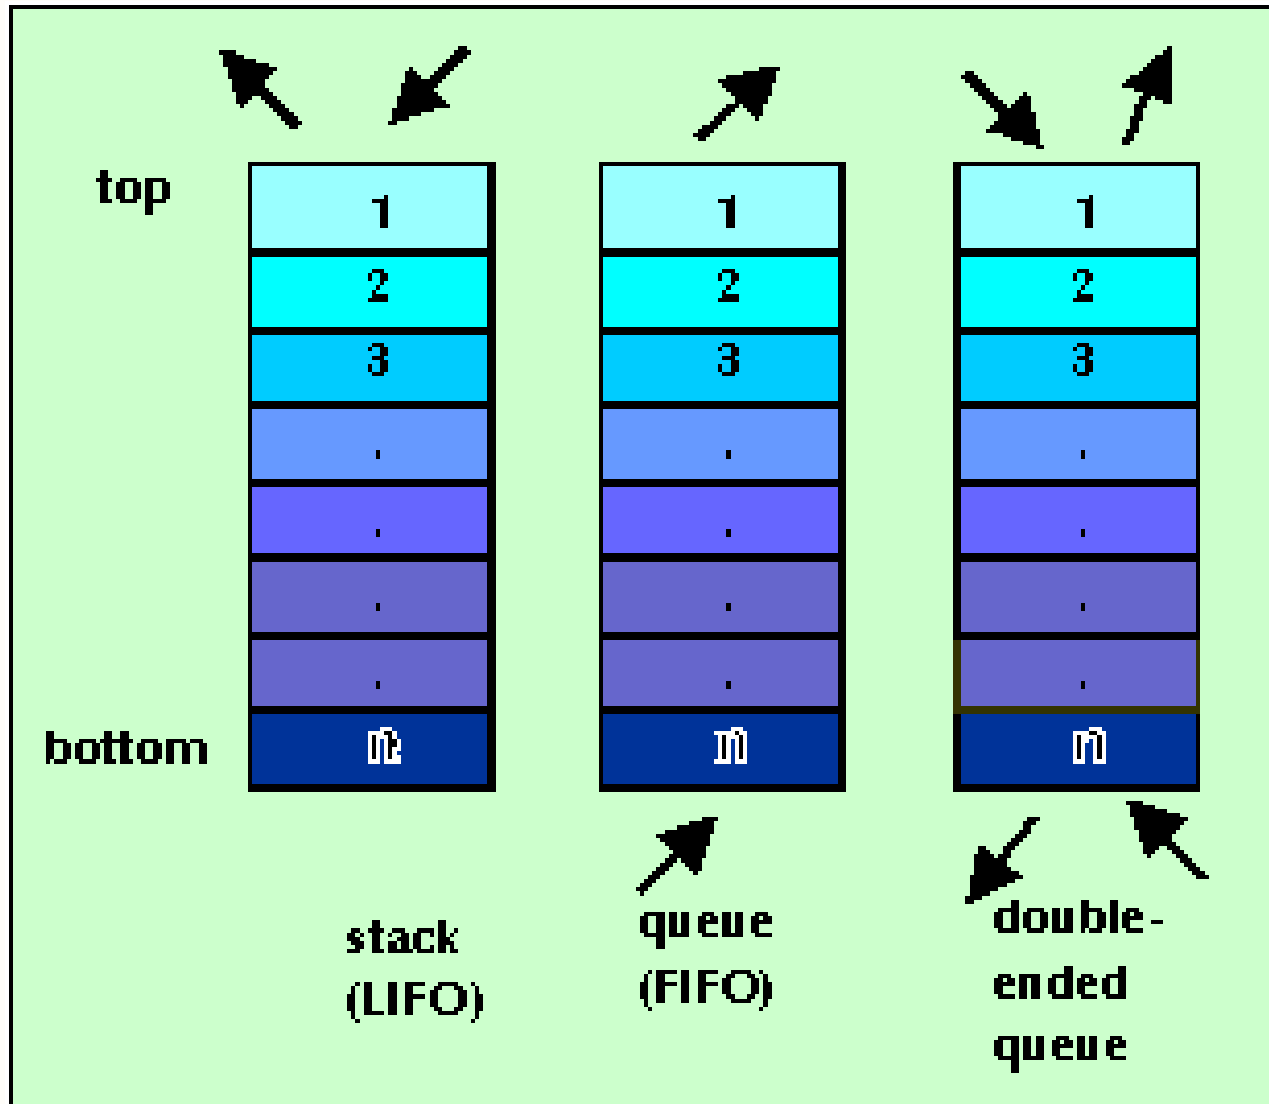 top
1
2
3
.
.
.
.
n
bottom
1
2
3
.
.
.
.
n
1
2
3
.
.
.
.
n
stack
(LIFO)
queue
(FIFO)
double-
ended
queue